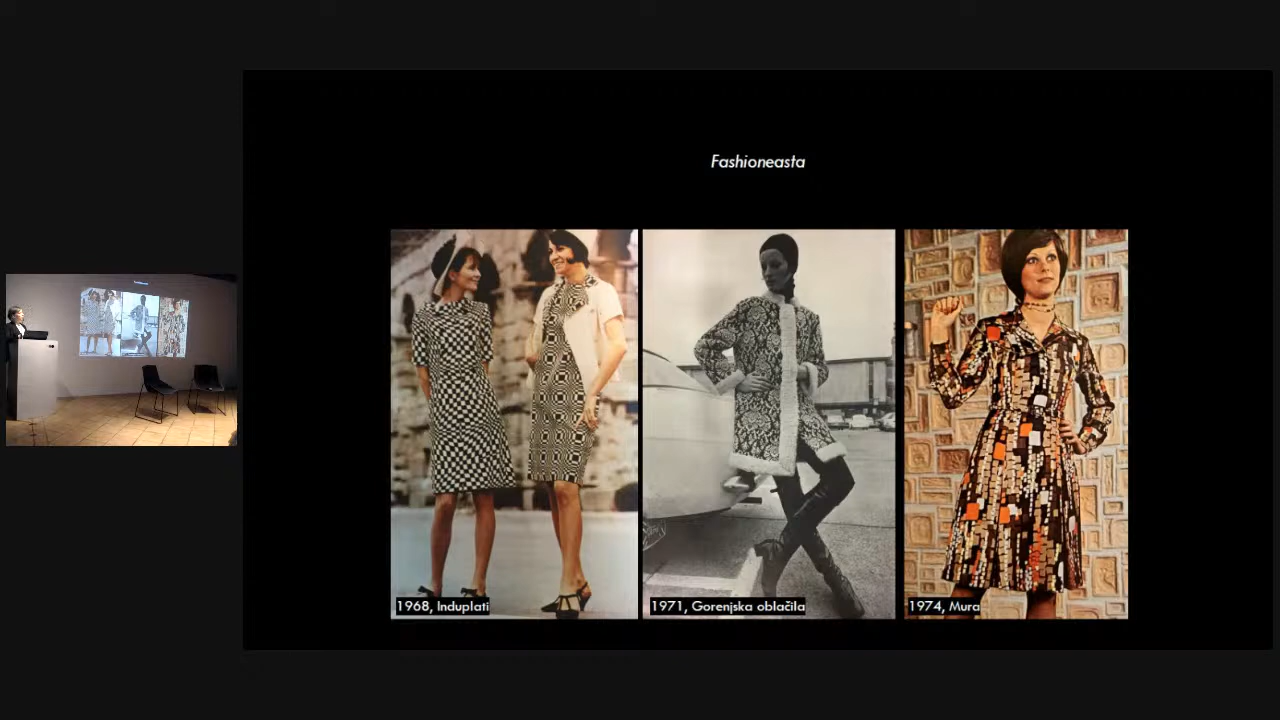 Fashioneasta
1968, Induplati
1971, Gorenjska oblačila
1974, Mura